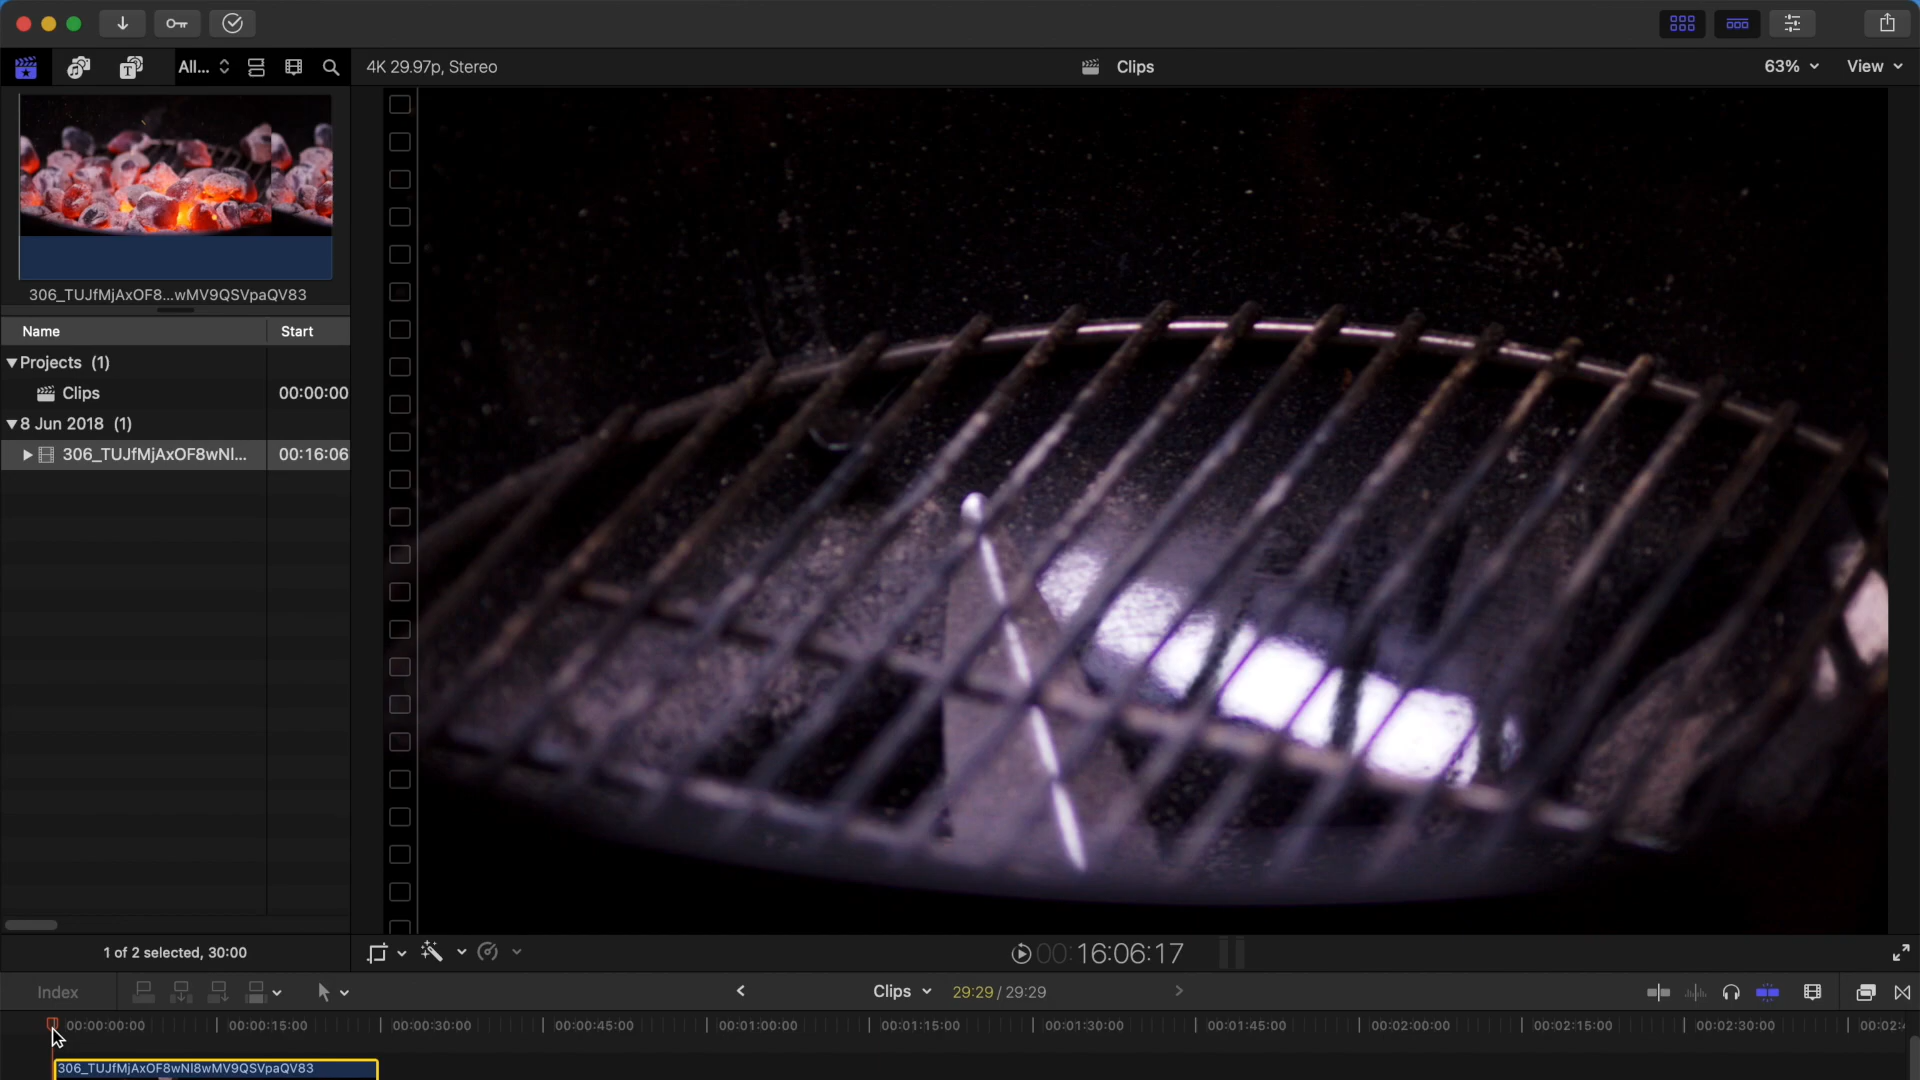 All...
4K 29.97p, Stereo
Clips
63%
View
306_TUJfMjAxOF8...wMV9QSVpaQV83
Name
Start
Projects (1)
Clips
00:00:00
8 Jun 2018 (1)
306_TUJfMjAxOF8wNI...
00:16:06
1 of 2 selected, 30:00
00:16:06:17
Index
Clips
29:29 / 29:29
00:00:00:00
00:00:15:00
00:00:30:00
00:00:45:00
00:01:00:00
00:01:15:00
00:01:30:00
00:01:45:00
00:02:00:00
00:02:15:00
00:02:30:00
306_TUJfMjAxOF8wNI8wMV9QSVpaQV83